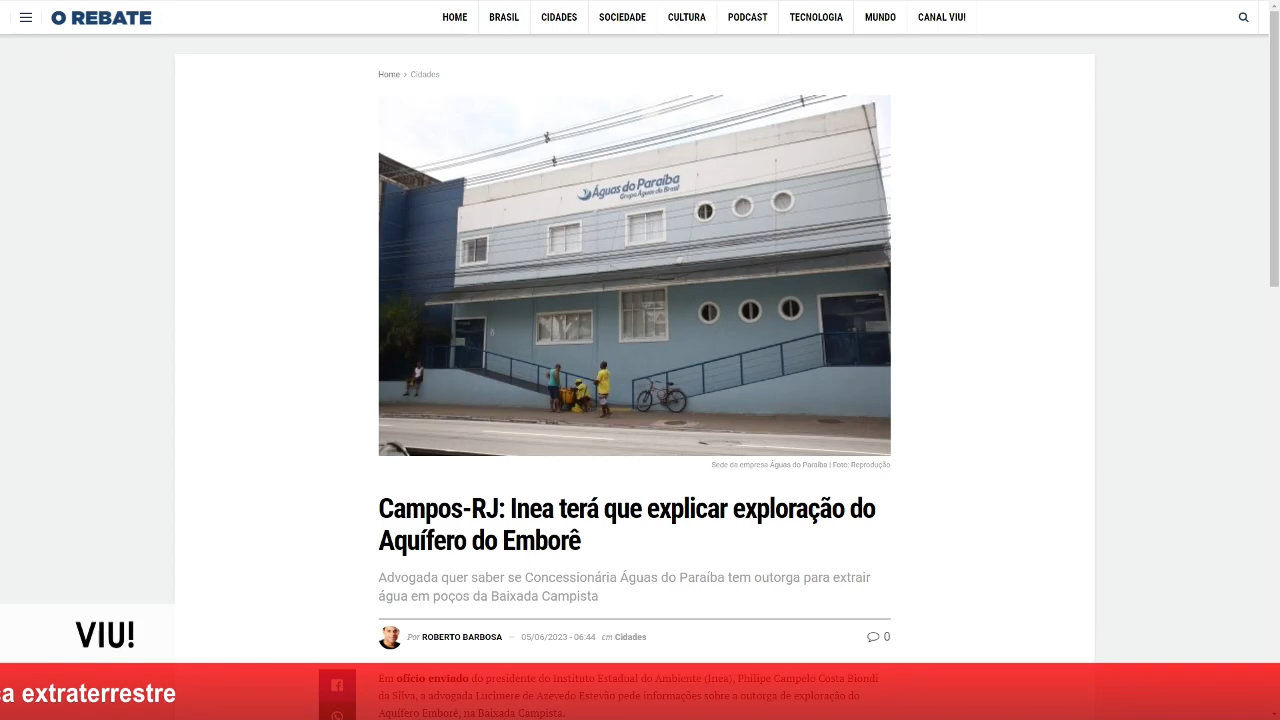 O REBATE
HOME BRASIL CIDADES SOCIEDADE CULTURA PODCAST TECNOLOGIA MUNDO CANAL VIU!
Home › Cidades
Águas do Paraíba
Grupo Águas do Brasil
Sede da empresa Águas do Paraíba | Foto: Reprodução
Campos-RJ: Inea terá que explicar exploração do
Aquífero do Emborê
Advogada quer saber se Concessionária Águas do Paraíba tem outorga para extrair
água em poços da Baixada Campista
Por ROBERTO BARBOSA — 05/06/2023 - 06:44 em Cidades
0
VIU!
Em ofício enviado do presidente do Instituto Estadual do Ambiente (Inea), Philipe Campelo Costa Biondi
da Silva, a advogada Lucimere de Azevedo Estevão pede informações sobre a outorga de exploração do
Aquífero Emborê, na Baixada Campista.
a extraterrestre